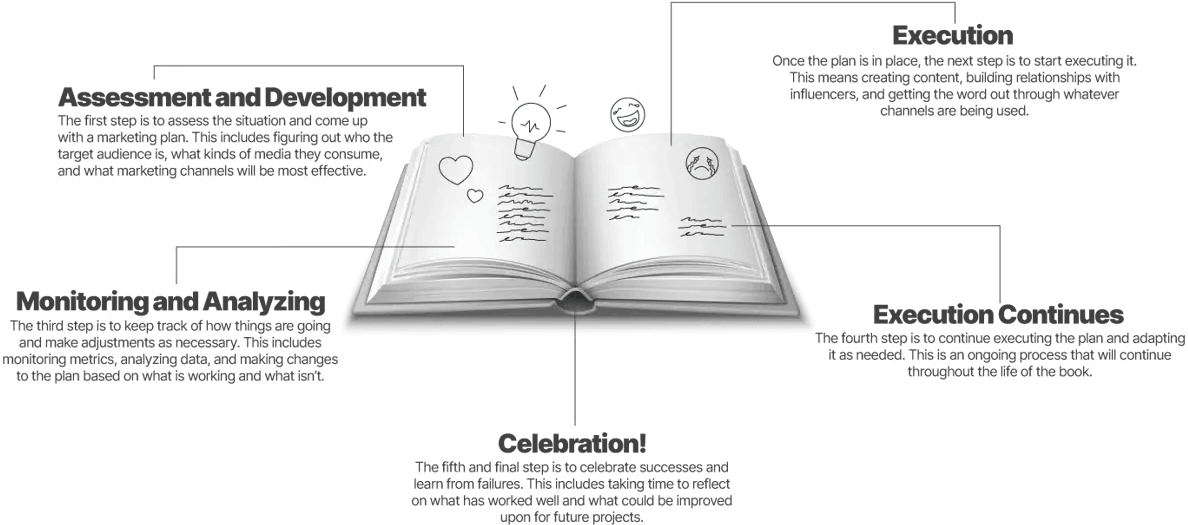 Assessment and Development
The first step is to assess the situation and come up
with a marketing plan. This includes figuring out who the
target audience is, what kinds of media they consume,
and what marketing channels will be most effective.
Execution
Once the plan is in place, the next step is to start executing it.
This means creating content, building relationships with
influencers, and getting the word out through whatever
channels are being used.
Monitoring and Analyzing
The third step is to keep track of how things are going
and make adjustments as necessary. This includes
monitoring metrics, analyzing data, and making changes
to the plan based on what is working and what isn't.
Execution Continues
The fourth step is to continue executing the plan and adapting
it as needed. This is an ongoing process that will continue
throughout the life of the book.
Celebration!
The fifth and final step is to celebrate successes and
learn from failures. This includes taking time to reflect
on what has worked well and what could be improved
upon for future projects.